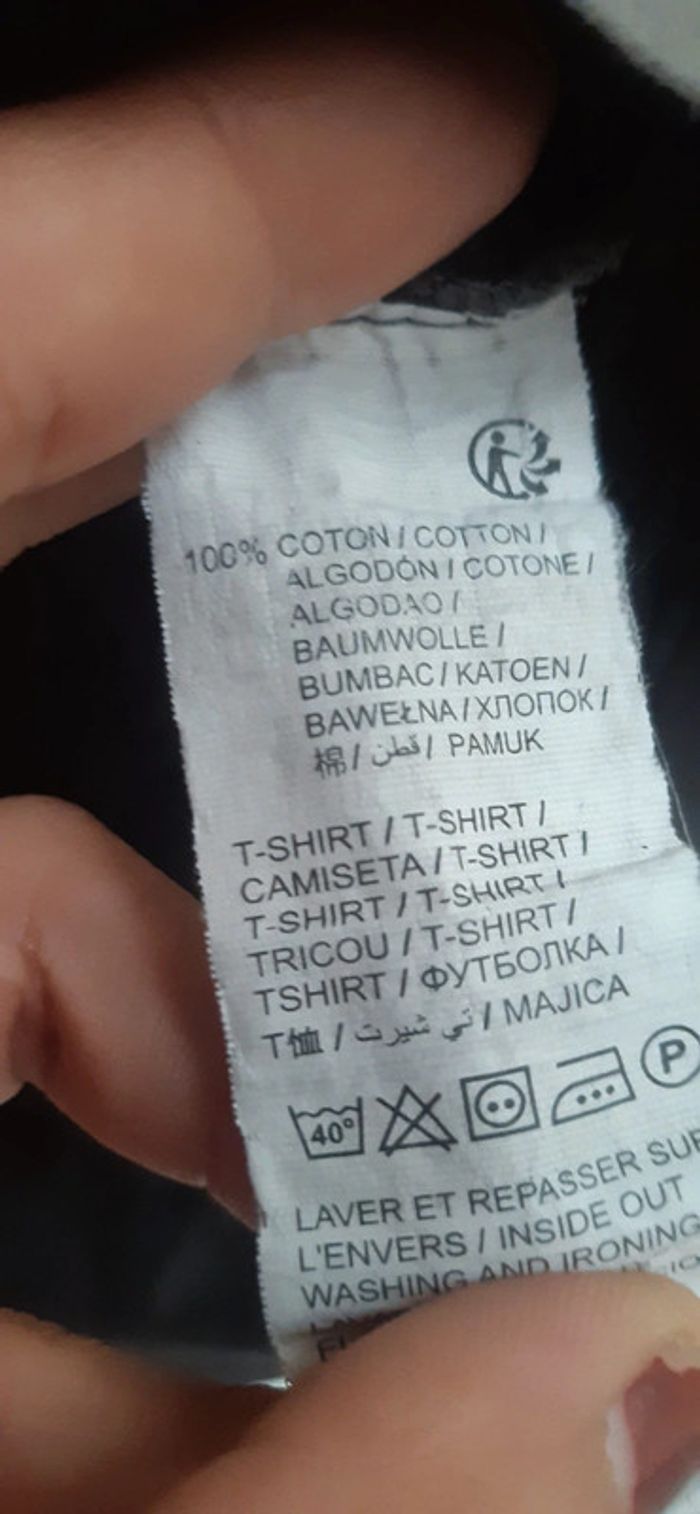 100% COTON / COTTON /
ALGODÓN / COTONE /
ALGODAO /
BAUMWOLLE /
BUMBAC / KATOEN /
BAWEŁNA / ХЛОПОК /
棉 / قطن / PAMUK
T-SHIRT / T-SHIRT /
CAMISETA / T-SHIRT /
T-SHIRT / T-SHIRT /
TRICOU / T-SHIRT /
TSHIRT / ФУТБОЛКА /
T恤 / تي شيرت / MAJICA
40° P
LAVER ET REPASSER SUR
L'ENVERS / INSIDE OUT
WASHING AND IRONING